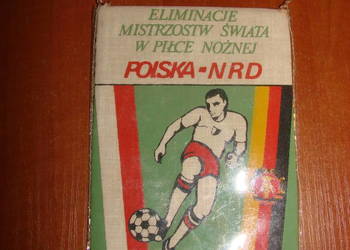 ELIMINACJE
MISTRZOSTW ŚWIATA
W PIŁCE NOŻNEJ
POLSKA-NRD